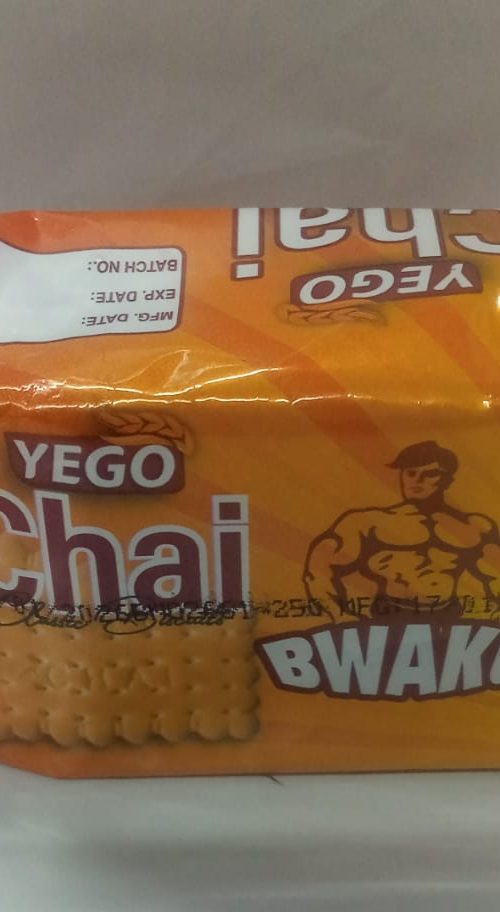 Chai
YEGO
BATCH NO.:
EXP. DATE:
MFG. DATE:
YEGO
Chai
BWAK